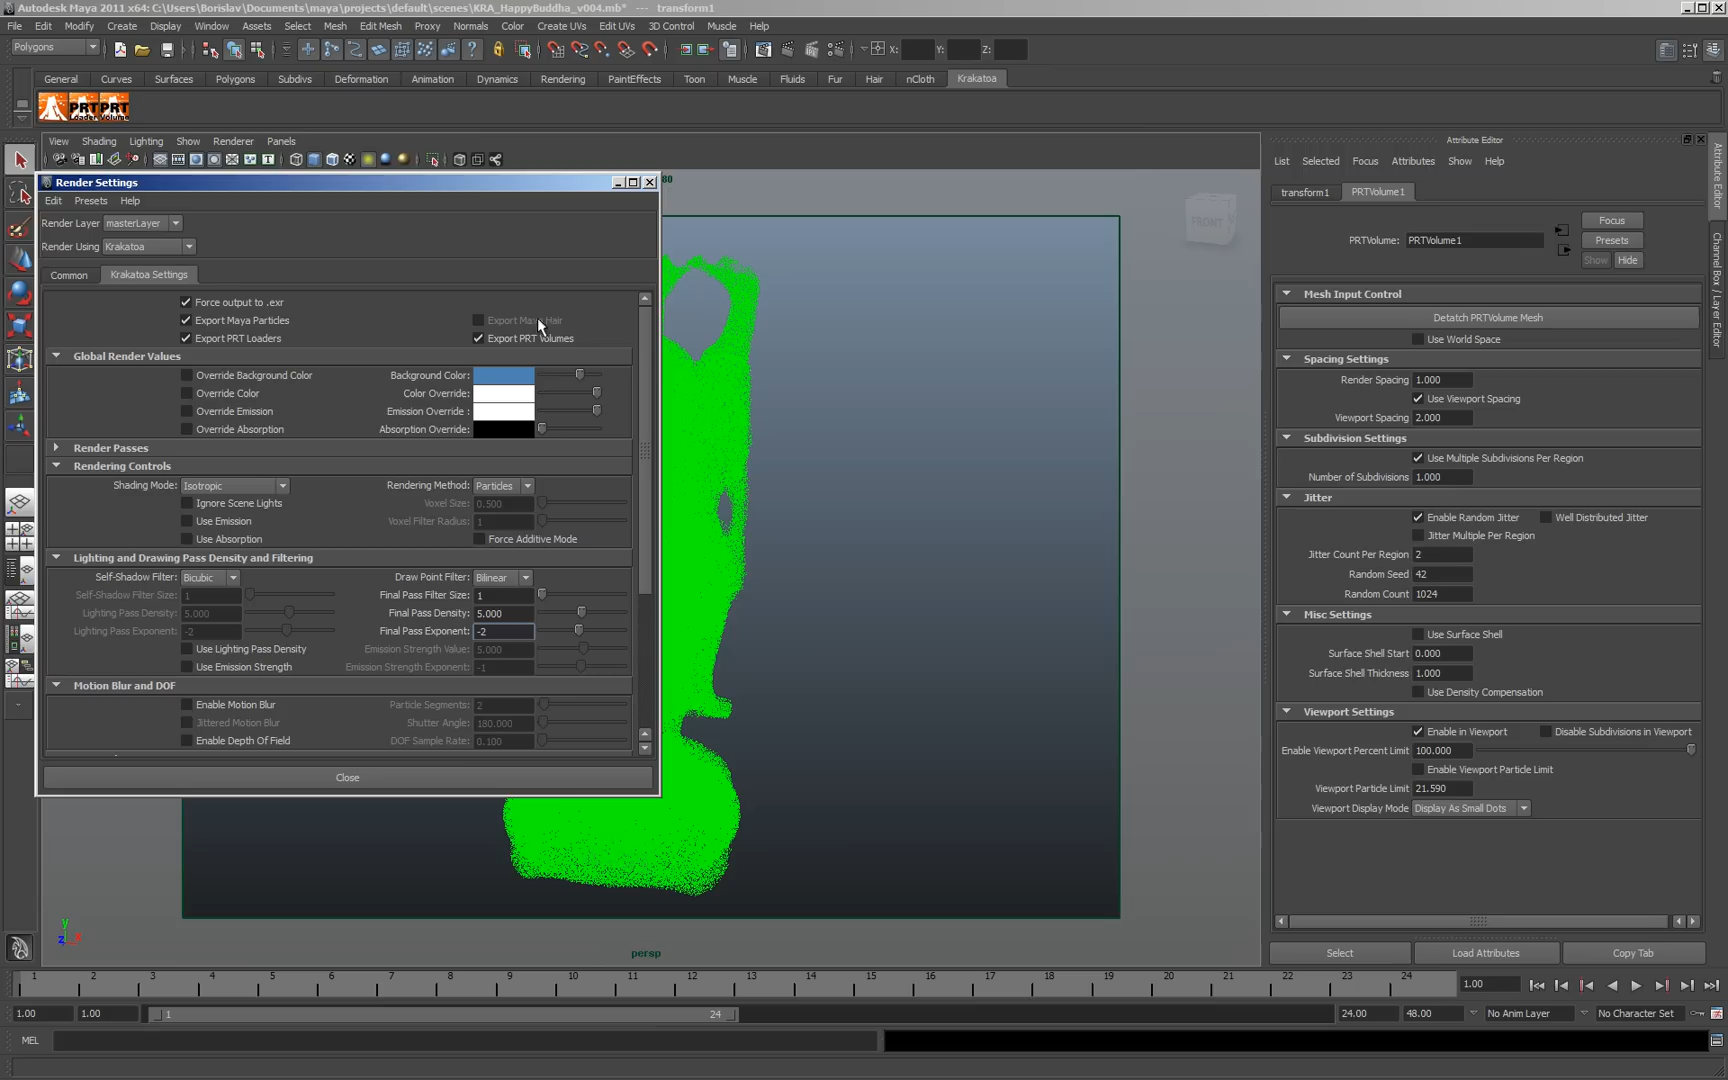 Autodesk Maya 2011 x64: C:\Users\Borislav\Documents\maya\projects\default\scenes\KRA_HappyBuddha_v004.mb* --- transform1
File Edit Modify Create Display Window Assets Select Mesh Edit Mesh Proxy Normals Color Create UVs Edit UVs 3D Control Muscle Help
Polygons X: Y: Z:
General Curves Surfaces Polygons Subdivs Deformation Animation Dynamics Rendering PaintEffects Toon Muscle Fluids Fur Hair nCloth Krakatoa
PRT PRT
Loader Volume
View Shading Lighting Show Renderer Panels
Render Settings
80
Edit Presets Help
Render Layer masterLayer
Render Using Krakatoa
Common Krakatoa Settings
Force output to .exr
Export Maya Particles Export Maya Hair
Export PRT Loaders Export PRT Volumes
Global Render Values
Override Background Color Background Color:
Override Color Color Override:
Override Emission Emission Override :
Override Absorption Absorption Override:
Render Passes
Rendering Controls
Shading Mode: Isotropic Rendering Method: Particles
Ignore Scene Lights Voxel Size: 0.500
Use Emission Voxel Filter Radius: 1
Use Absorption Force Additive Mode
Lighting and Drawing Pass Density and Filtering
Self-Shadow Filter: Bicubic Draw Point Filter: Bilinear
Self-Shadow Filter Size: 1 Final Pass Filter Size: 1
Lighting Pass Density: 5.000 Final Pass Density: 5.000
Lighting Pass Exponent: -2 Final Pass Exponent: -2
Use Lighting Pass Density Emission Strength Value: 5.000
Use Emission Strength Emission Strength Exponent: -1
Motion Blur and DOF
Enable Motion Blur Particle Segments: 2
Jittered Motion Blur Shutter Angle: 180.000
Enable Depth Of Field DOF Sample Rate: 0.100
Close
FRONT
y
z x
persp
Attribute Editor
List Selected Focus Attributes Show Help
transform1 PRTVolume1
Focus
PRTVolume: PRTVolume1 Presets
Show Hide
Mesh Input Control
Detatch PRTVolume Mesh
Use World Space
Spacing Settings
Render Spacing 1.000
Use Viewport Spacing
Viewport Spacing 2.000
Subdivision Settings
Use Multiple Subdivisions Per Region
Number of Subdivisions 1.000
Jitter
Enable Random Jitter Well Distributed Jitter
Jitter Multiple Per Region
Jitter Count Per Region 2
Random Seed 42
Random Count 1024
Misc Settings
Use Surface Shell
Surface Shell Start 0.000
Surface Shell Thickness 1.000
Use Density Compensation
Viewport Settings
Enable in Viewport Disable Subdivisions in Viewport
Enable Viewport Percent Limit 100.000
Enable Viewport Particle Limit
Viewport Particle Limit 21.590
Viewport Display Mode Display As Small Dots
Select Load Attributes Copy Tab
Attribute Editor
Channel Box / Layer Editor
1 2 3 4 5 6 7 8 9 10 11 12 13 14 15 16 17 18 19 20 21 22 23 24 1.00
1.00 1.00 1 24 24.00 48.00 No Anim Layer No Character Set
MEL